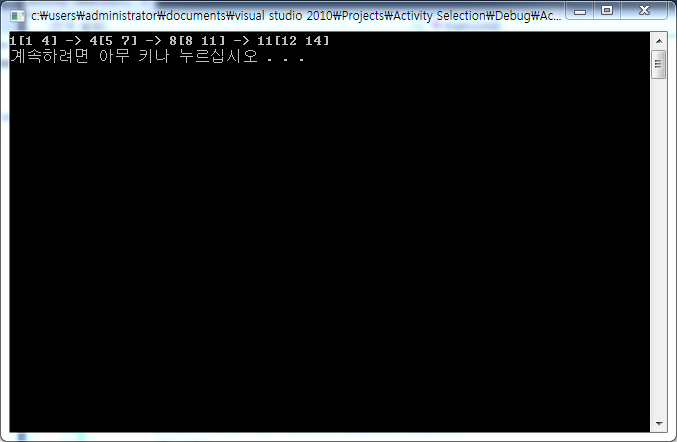 c:₩users₩administrator₩documents₩visual studio 2010₩Projects₩Activity Selection₩Debug₩Ac...
1[1 4] -> 4[5 7] -> 8[8 11] -> 11[12 14]
계속하려면 아무 키나 누르십시오 . . .